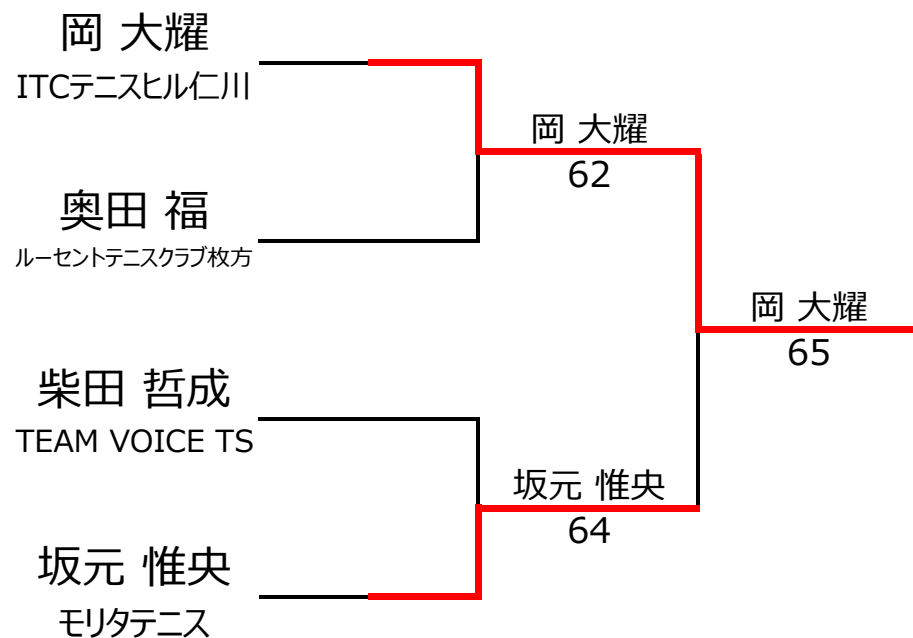 岡 大耀
ITCテニスヒル仁川
奥田 福
ルーセントテニスクラブ枚方
柴田 哲成
TEAM VOICE TS
坂元 惟央
モリタテニス
岡 大耀
62
坂元 惟央
64
岡 大耀
65